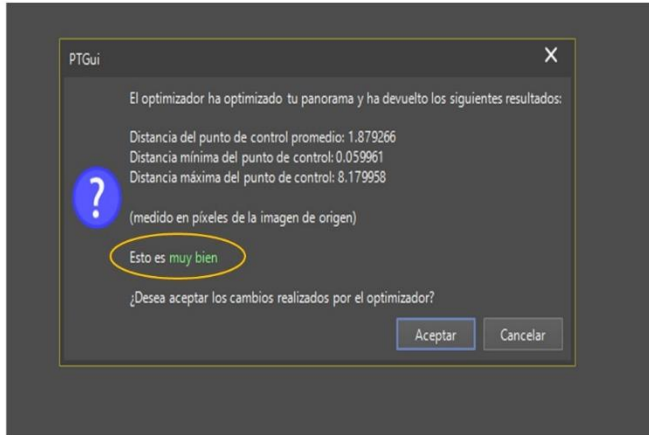 PTGui
X
El optimizador ha optimizado tu panorama y ha devuelto los siguientes resultados:
Distancia del punto de control promedio: 1.879266
Distancia mínima del punto de control: 0.059961
Distancia máxima del punto de control: 8.179958
?
(medido en píxeles de la imagen de origen)
Esto es muy bien
¿Desea aceptar los cambios realizados por el optimizador?
Aceptar Cancelar